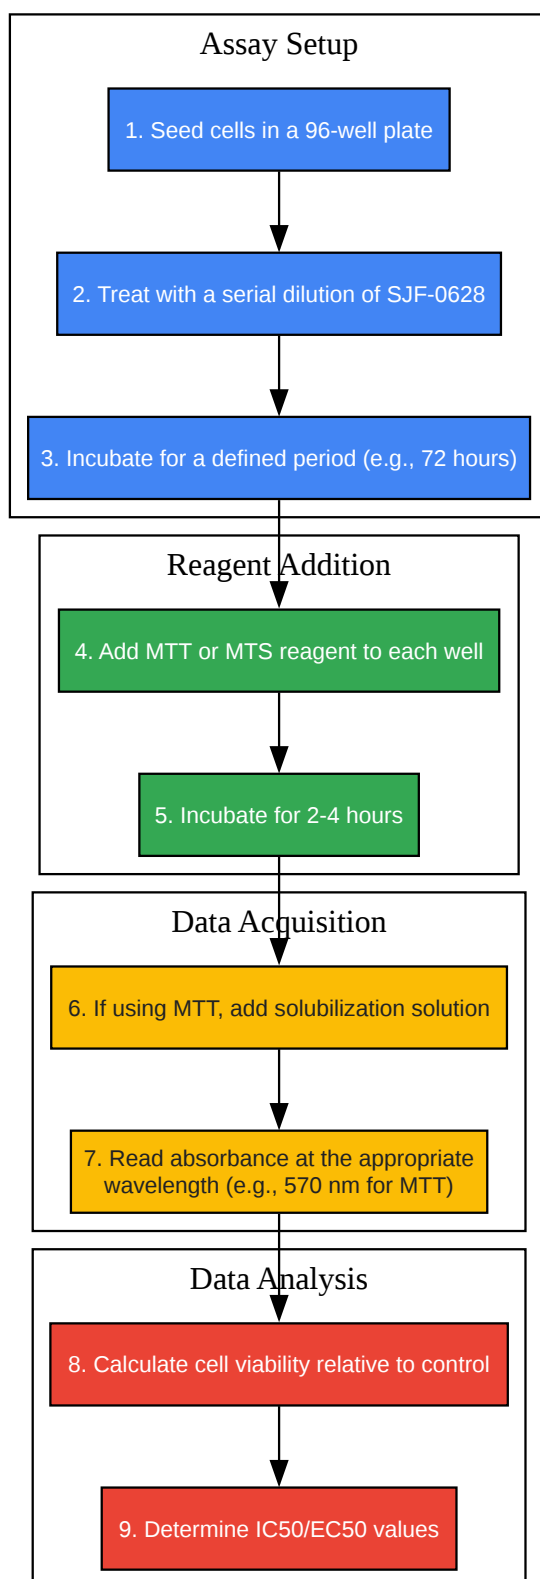 Assay Setup
1. Seed cells in a 96-well plate
2. Treat with a serial dilution of SJF-0628
3. Incubate for a defined period (e.g., 72 hours)
Reagent Addition
4. Add MTT or MTS reagent to each well
5. Incubate for 2-4 hours
Data Acquisition
6. If using MTT, add solubilization solution
7. Read absorbance at the appropriate
wavelength (e.g., 570 nm for MTT)
Data Analysis
8. Calculate cell viability relative to control
9. Determine IC50/EC50 values